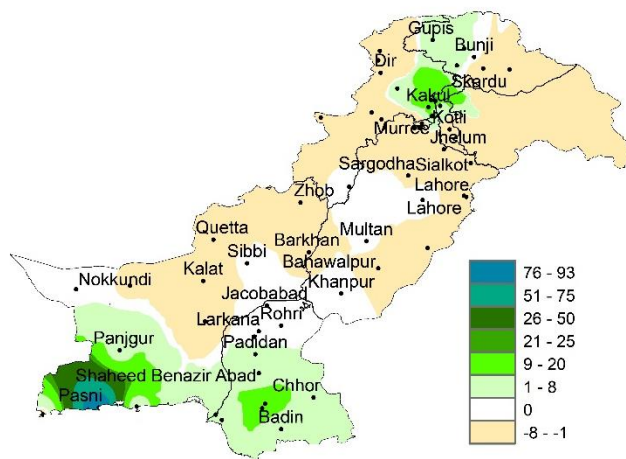 Gupis
Bunji
Dir
Skardu
Kakul
Kotli
Murree
Jhelum
Sargodha
Sialkot
Zhob
Lahore
Lahore
Quetta
Multan
Sibbi
Barkhan
Bahawalpur
Nokkundi
Kalat
Khanpur
Jacobabad
Larkana
Rohri
Panjgur
Padidan
Shaheed Benazir Abad
Pasni
Chhor
Badin
76 - 93
51 - 75
26 - 50
21 - 25
9 - 20
1 - 8
0
-8 - -1